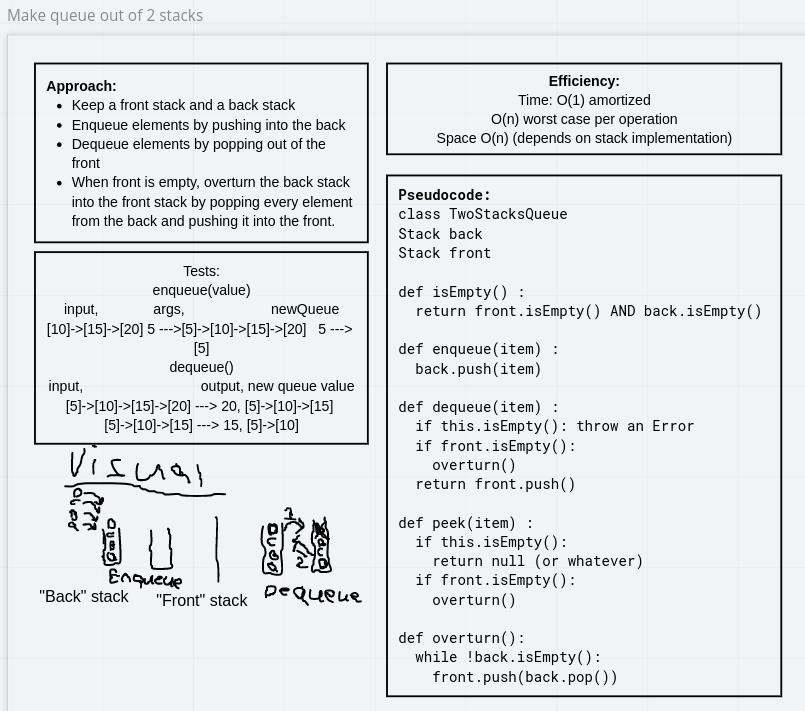 Make queue out of 2 stacks
Approach:
• Keep a front stack and a back stack
• Enqueue elements by pushing into the back
• Dequeue elements by popping out of the
front
• When front is empty, overturn the back stack
into the front stack by popping every element
from the back and pushing it into the front.
Tests:
enqueue(value)
input, args, newQueue
[10]->[15]->[20] 5 --->[5]->[10]->[15]->[20] 5 --->
[5]
dequeue()
input, output, new queue value
[5]->[10]->[15]->[20] ---> 20, [5]->[10]->[15]
[5]->[10]->[15] ---> 15, [5]->[10]
Visual
Enqueue
"Back" stack
"Front" stack
1
2
Dequeue
Efficiency:
Time: O(1) amortized
O(n) worst case per operation
Space O(n) (depends on stack implementation)
Pseudocode:
class TwoStacksQueue
Stack back
Stack front
def isEmpty() :
return front.isEmpty() AND back.isEmpty()
def enqueue(item) :
back.push(item)
def dequeue(item) :
if this.isEmpty(): throw an Error
if front.isEmpty():
overturn()
return front.push()
def peek(item) :
if this.isEmpty():
return null (or whatever)
if front.isEmpty():
overturn()
def overturn():
while !back.isEmpty():
front.push(back.pop())